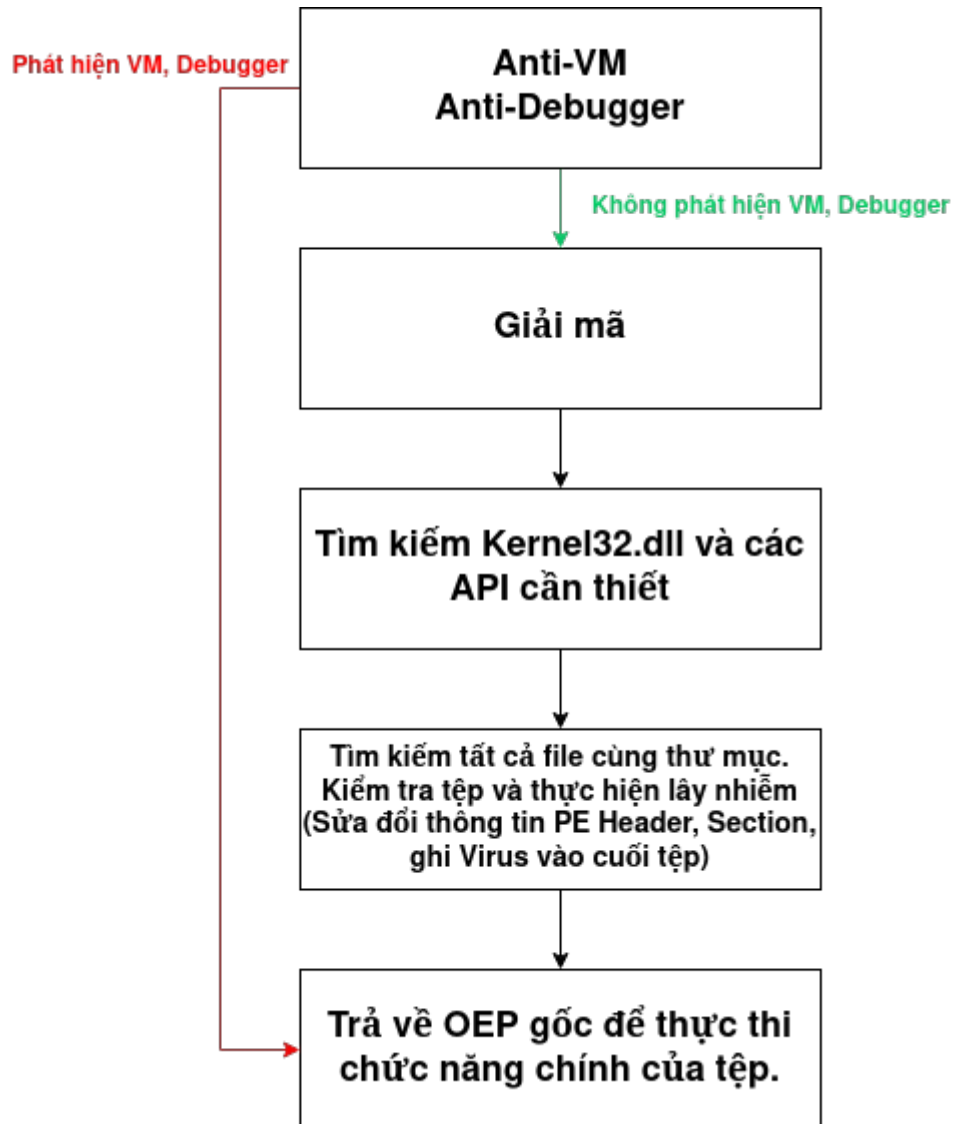 Anti-VM
Phát hiện VM, Debugger
Anti-Debugger
Không phát hiện VM, Debugger
Giải mã
Tìm kiếm Kernel32.dll và các
API cần thiết
Tìm kiếm tất cả file cùng thư mục.
Kiểm tra tệp và thực hiện lây nhiễm
(Sửa đổi thông tin PE Header, Section,
ghi Virus vào cuối tệp)
Trả về OEP gốc để thực thi
chức năng chính của tệp.